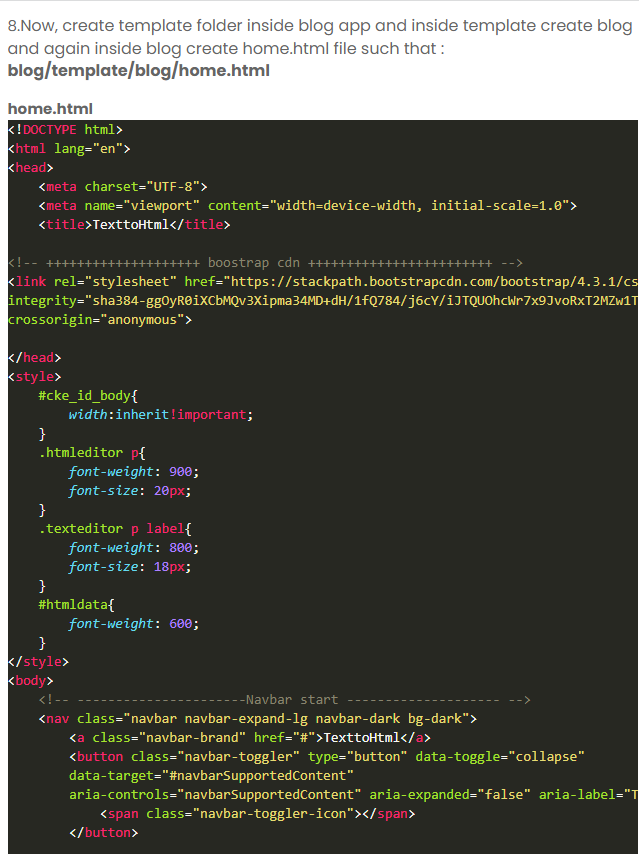 8.Now, create template folder inside blog app and inside template create blog
and again inside blog create home.html file such that :
blog/template/blog/home.html
home.html
<!DOCTYPE html>
<html lang="en">
<head>
    <meta charset="UTF-8">
    <meta name="viewport" content="width=device-width, initial-scale=1.0">
    <title>TexttoHtml</title>
<!-- ++++++++++++++++++++ boostrap cdn ++++++++++++++++++++++++ -->
<link rel="stylesheet" href="https://stackpath.bootstrapcdn.com/bootstrap/4.3.1/cs
integrity="sha384-ggOyR0iXCbMQv3Xipma34MD+dH/1fQ784/j6cY/iJTQUOhcWr7x9JvoRxT2MZw1T
crossorigin="anonymous">
</head>
<style>
    #cke_id_body{
        width:inherit!important;
    }
    .htmleditor p{
        font-weight: 900;
        font-size: 20px;
    }
    .texteditor p label{
        font-weight: 800;
        font-size: 18px;
    }
    #htmldata{
        font-weight: 600;
    }
</style>
<body>
    <!-- ----------------------Navbar start -------------------- -->
    <nav class="navbar navbar-expand-lg navbar-dark bg-dark">
        <a class="navbar-brand" href="#">TexttoHtml</a>
        <button class="navbar-toggler" type="button" data-toggle="collapse"
        data-target="#navbarSupportedContent"
        aria-controls="navbarSupportedContent" aria-expanded="false" aria-label="T
            <span class="navbar-toggler-icon"></span>
        </button>